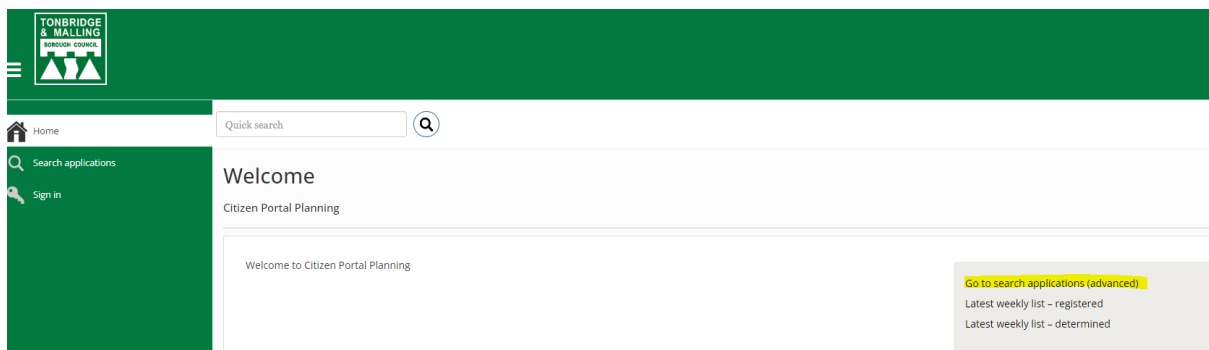 TONBRIDGE
& MALLING
BOROUGH COUNCIL
Home
Search applications
Sign in
Quick search
Welcome
Citizen Portal Planning
Welcome to Citizen Portal Planning
Go to search applications (advanced)
Latest weekly list – registered
Latest weekly list – determined